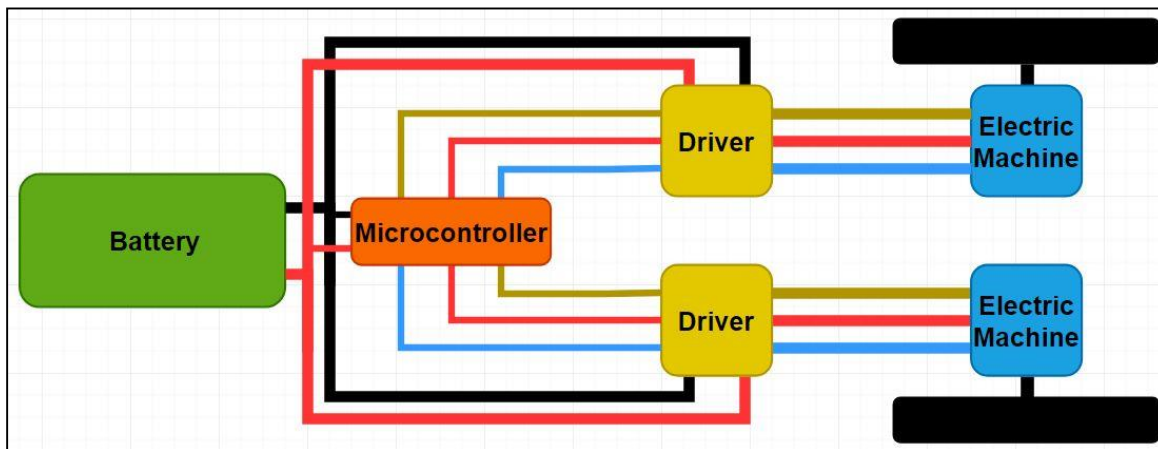 Driver
Electric
Machine
Battery
Microcontroller
Driver
Electric
Machine